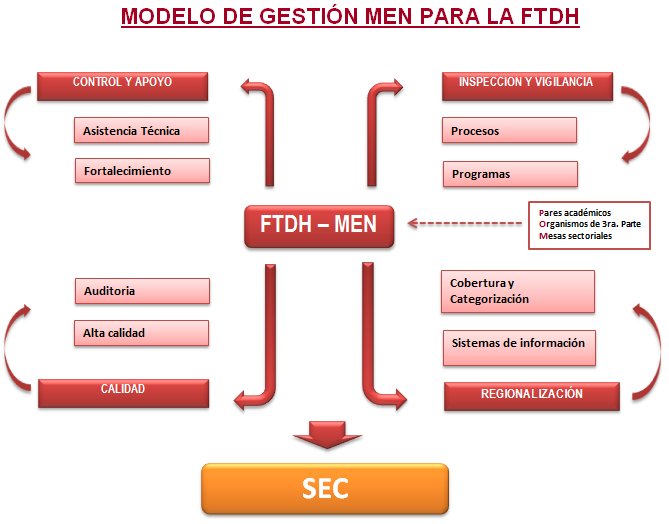 MODELO DE GESTIÓN MEN PARA LA FTDH
CONTROL Y APOYO
Asistencia Técnica
Fortalecimiento
INSPECCION Y VIGILANCIA
Procesos
Programas
FTDH – MEN
Pares académicos
Organismos de 3ra. Parte
Mesas sectoriales
Auditoria
Alta calidad
CALIDAD
Cobertura y
Categorización
Sistemas de información
REGIONALIZACIÓN
SEC